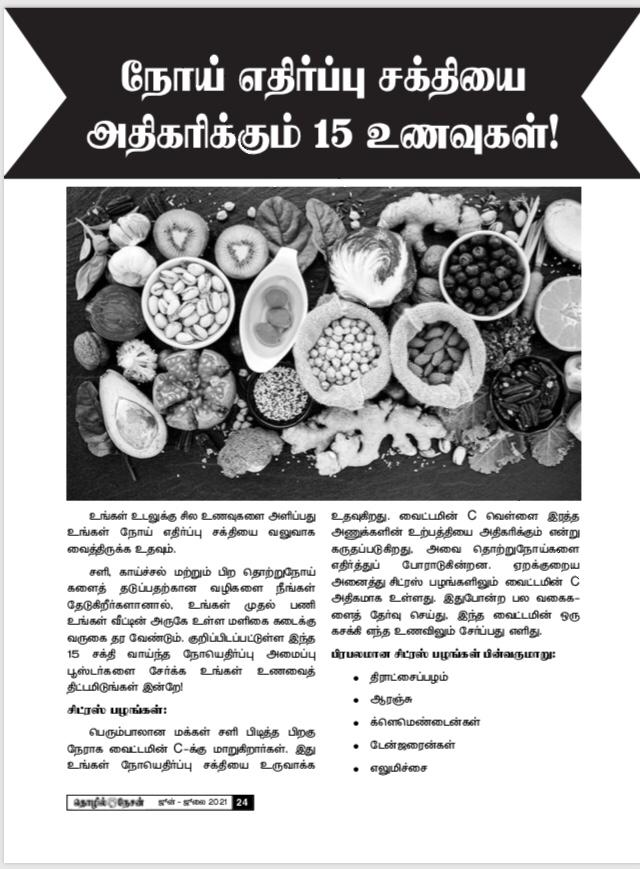 நோய் எதிர்ப்பு சக்தியை
அதிகரிக்கும் 15 உணவுகள்!
உங்கள் உடலுக்கு சில உணவுகளை அளிப்பது
உங்கள் நோய் எதிர்ப்பு சக்தியை வலுவாக
வைத்திருக்க உதவும்.
சளி, காய்ச்சல் மற்றும் பிற தொற்றுநோய்
களைத் தடுப்பதற்கான வழிகளை நீங்கள்
தேடுகிறீர்களானால், உங்கள் முதல் பணி
உங்கள் வீட்டின் அருகே உள்ள மளிகை கடைக்கு
வருகை தர வேண்டும். குறிப்பிடப்பட்டுள்ள இந்த
15 சக்தி வாய்ந்த நோயெதிர்ப்பு அமைப்பு
பூஸ்டர்களை சேர்க்க உங்கள் உணவைத்
திட்டமிடுங்கள் இன்றே!
சிட்ரஸ் பழங்கள்:
பெரும்பாலான மக்கள் சளி பிடித்த பிறகு
நேராக வைட்டமின் C-க்கு மாறுகிறார்கள். இது
உங்கள் நோயெதிர்ப்பு சக்தியை உருவாக்க
உதவுகிறது. வைட்டமின் C வெள்ளை இரத்த
அணுக்களின் உற்பத்தியை அதிகரிக்கும் என்று
கருதப்படுகிறது. அவை தொற்றுநோய்களை
எதிர்த்துப் போராடுகின்றன. ஏறக்குறைய
அனைத்து சிட்ரஸ் பழங்களிலும் வைட்டமின் C
அதிகமாக உள்ளது. இதுபோன்ற பல வகைக-
ளைத் தேர்வு செய்து, இந்த வைட்டமின் ஒரு
கசக்கி எந்த உணவிலும் சேர்ப்பது எளிது.
பிரபலமான சிட்ரஸ் பழங்கள் பின்வருமாறு:
• திராட்சைப்பழம்
• ஆரஞ்சு
• க்ளெமெண்டைன்கள்
• டேன்ஜரைன்கள்
• எலுமிச்சை
தொழில் நேசன் ஜூன் - ஜூலை 2021 24